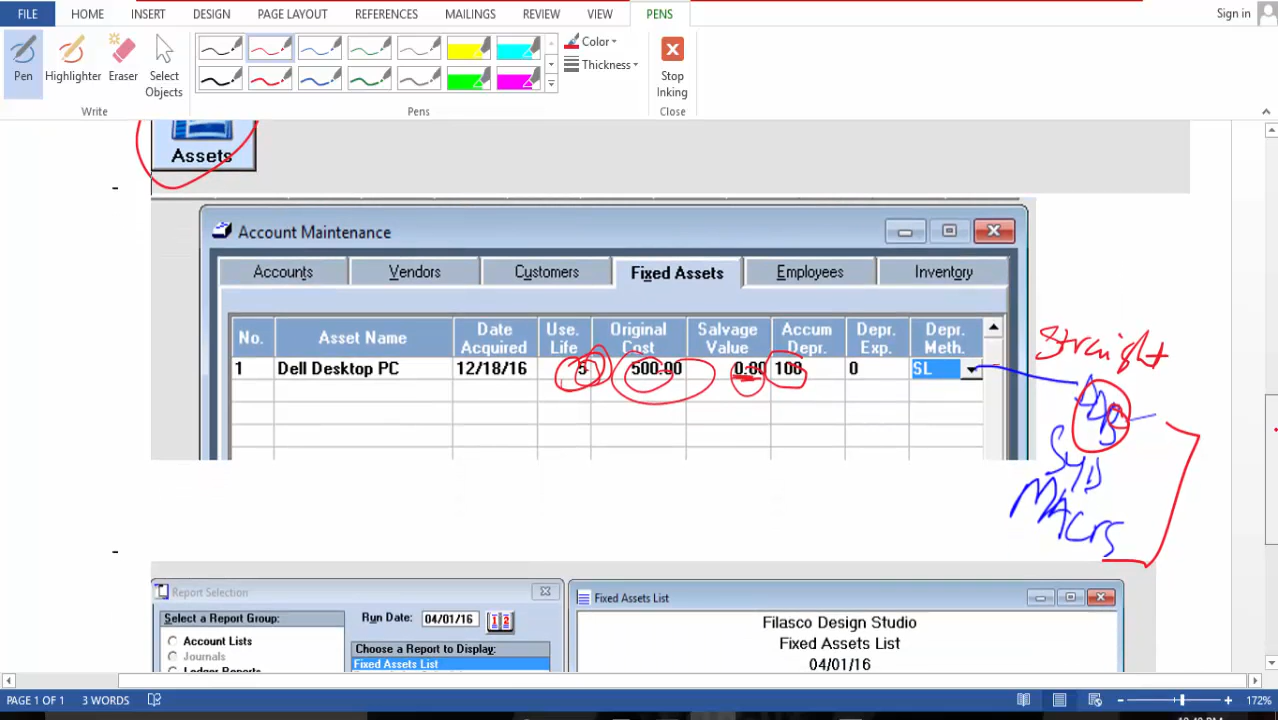 FILE HOME INSERT DESIGN PAGE LAYOUT REFERENCES MAILINGS REVIEW VIEW PENS Sign in
Pen Highlighter Eraser Select Objects
Color
Thickness
Stop Inking
Write Pens Close
Assets
Account Maintenance
Accounts Vendors Customers Fixed Assets Employees Inventory
No. Asset Name Date Acquired Use. Life Original Cost Salvage Value Accum Depr. Depr. Exp. Depr. Meth.
1 Dell Desktop PC 12/18/16 5 500.00 0.00 100 0 SL
Straight
DDB
SYD
MACrS
Report Selection
Select a Report Group:
Account Lists
Journals
Ledger Reports
Run Date: 04/01/16
Choose a Report to Display:
Fixed Assets List
Fixed Assets List
Filasco Design Studio
Fixed Assets List
04/01/16
PAGE 1 OF 1 3 WORDS 172%